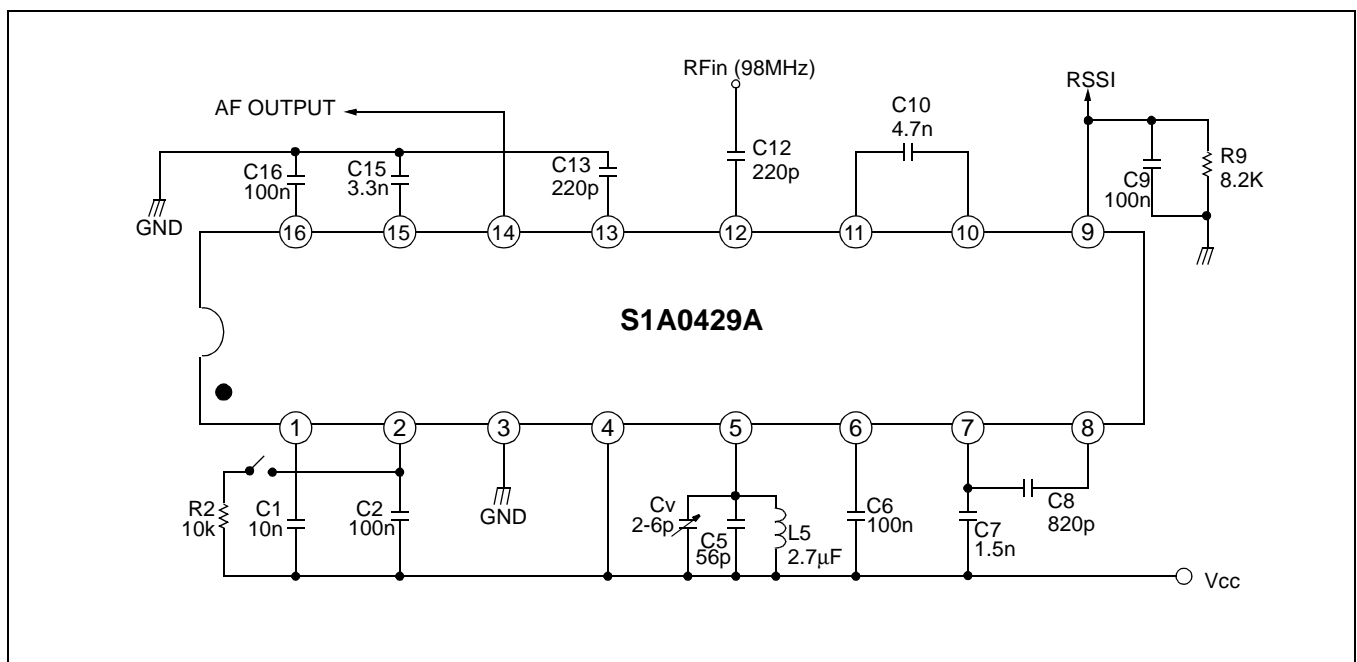 RFin (98MHz)
RSSI
AF OUTPUT
C10
4.7n
C16
100n
C15
3.3n
C13
220p
C12
220p
C9
100n
R9
8.2K
GND
16
15
14
13
12
11
10
9
S1A0429A
1
2
3
4
5
6
7
8
R2
10k
C1
10n
C2
100n
GND
Cv
2-6p
C5
56p
L5
2.7μF
C6
100n
C7
1.5n
C8
820p
Vcc